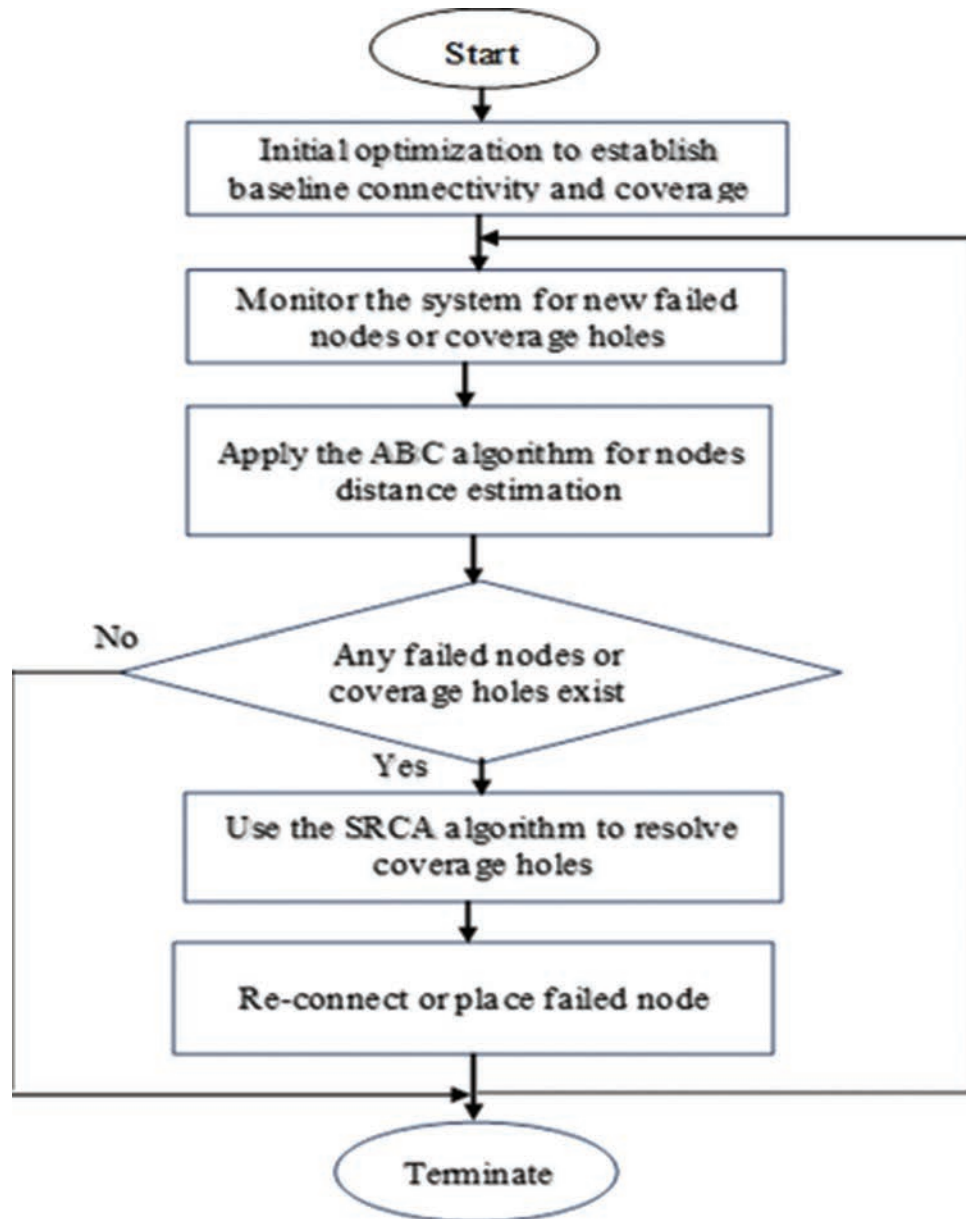 Start
Initial optimization to establish
baseline connectivity and coverage
Monitor the system for new failed
nodes or coverage holes
Apply the ABC algorithm for nodes
distance estimation
No
Any failed nodes or
coverage holes exist
Yes
Use the SRCA algorithm to resolve
coverage holes
Re-connect or place failed node
Terminate